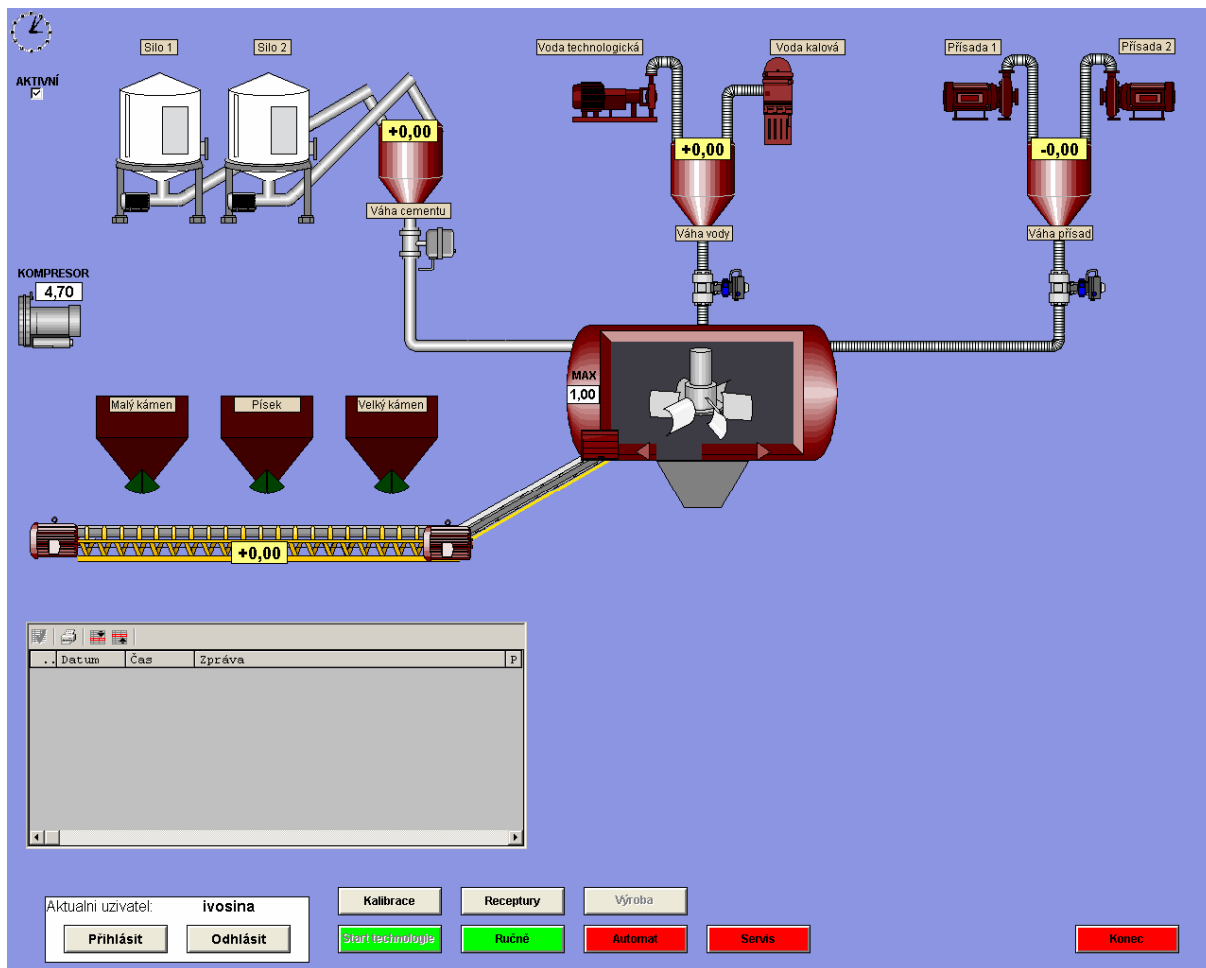 Silo 1
Silo 2
Voda technologická
Voda kalová
Přísada 1
Přísada 2
AKTIVNÍ
+0,00
+0,00
-0,00
Váha cementu
Váha vody
Váha přísad
KOMPRESOR
4,70
MAX
1,00
Malý kámen
Písek
Velký kámen
+0,00
..
Datum
Čas
Zpráva
P
Aktualni uzivatel:
ivosina
Přihlásit
Odhlásit
Kalibrace
Receptury
Výroba
Start technologie
Ručně
Automat
Servis
Konec